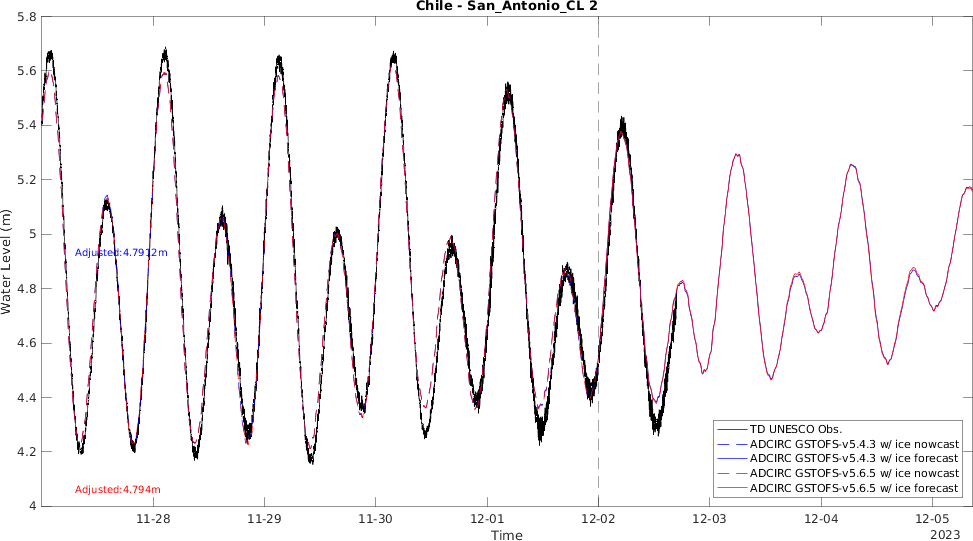 Chile - San_Antonio_CL 2
5.8
5.6
5.4
5.2
5
4.8
4.6
4.4
4.2
4
Water Level (m)
Adjusted:4.7912m
Adjusted:4.794m
TD UNESCO Obs.
ADCIRC GSTOFS-v5.4.3 w/ ice nowcast
ADCIRC GSTOFS-v5.4.3 w/ ice forecast
ADCIRC GSTOFS-v5.6.5 w/ ice nowcast
ADCIRC GSTOFS-v5.6.5 w/ ice forecast
11-28 11-29 11-30 12-01 12-02 12-03 12-04 12-05
Time 2023